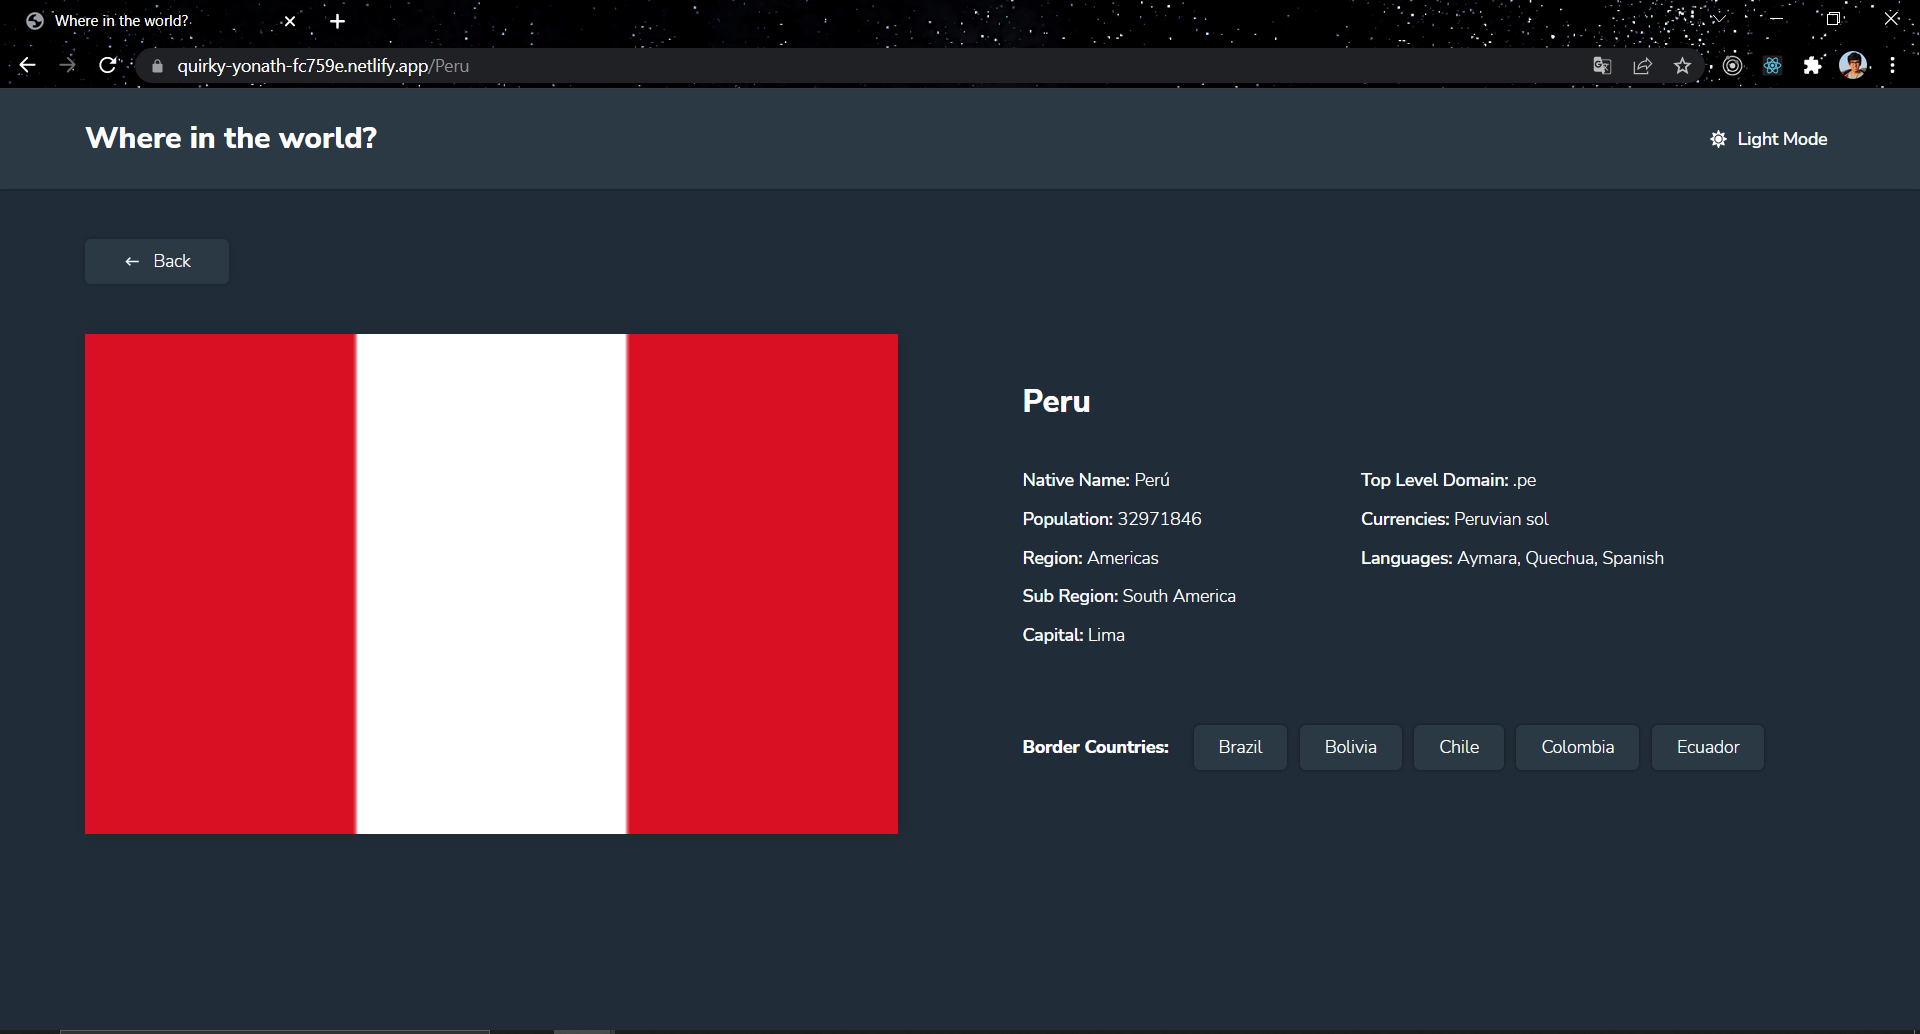 Where in the world?
quirky-yonath-fc759e.netlify.app/Peru
Where in the world?
Light Mode
Back
Peru
Native Name: Perú
Population: 32971846
Region: Americas
Sub Region: South America
Capital: Lima
Top Level Domain: .pe
Currencies: Peruvian sol
Languages: Aymara, Quechua, Spanish
Border Countries: Brazil Bolivia Chile Colombia Ecuador